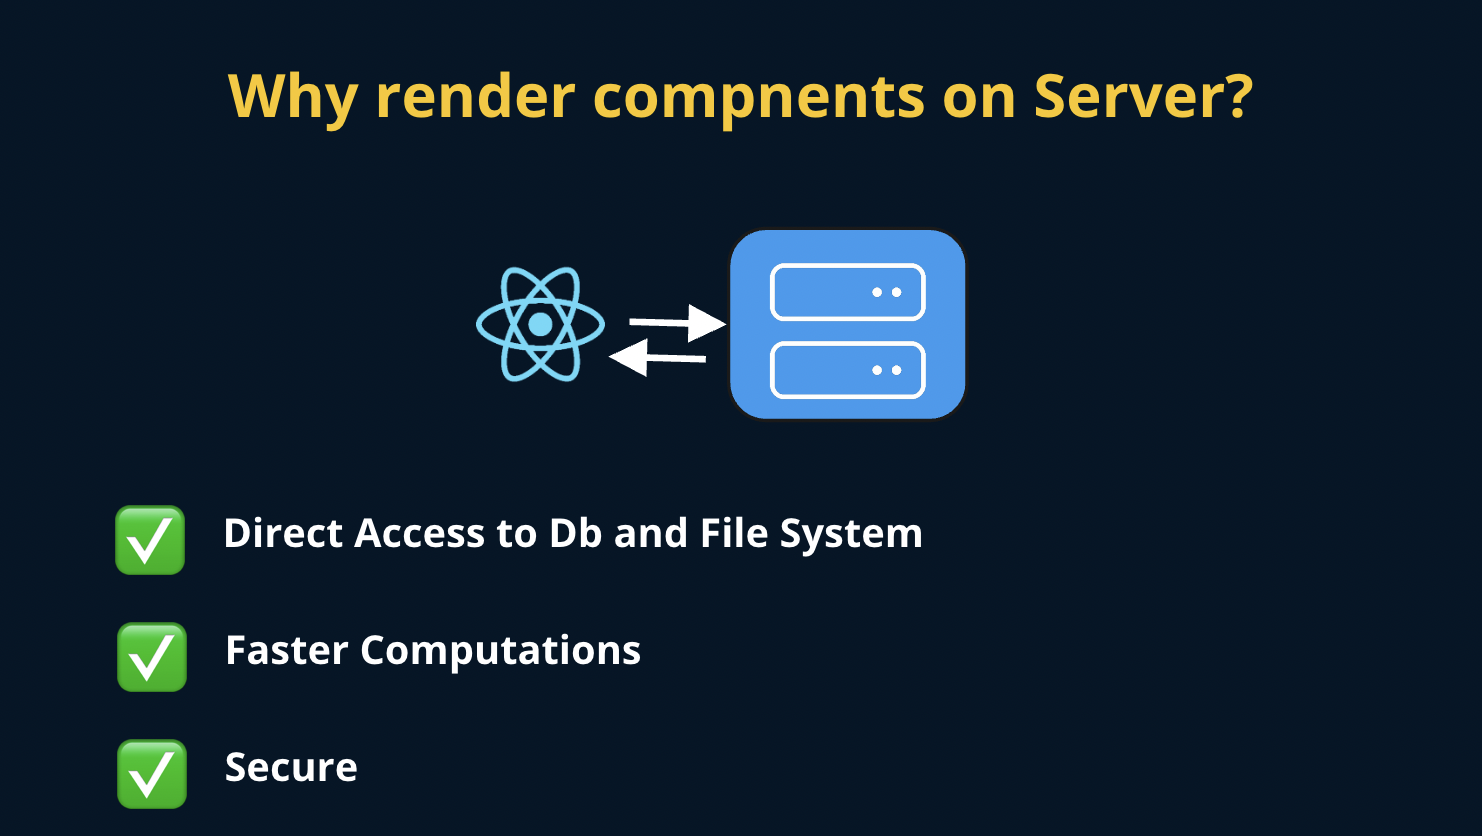 Why render compnents on Server?
Direct Access to Db and File System
Faster Computations
Secure